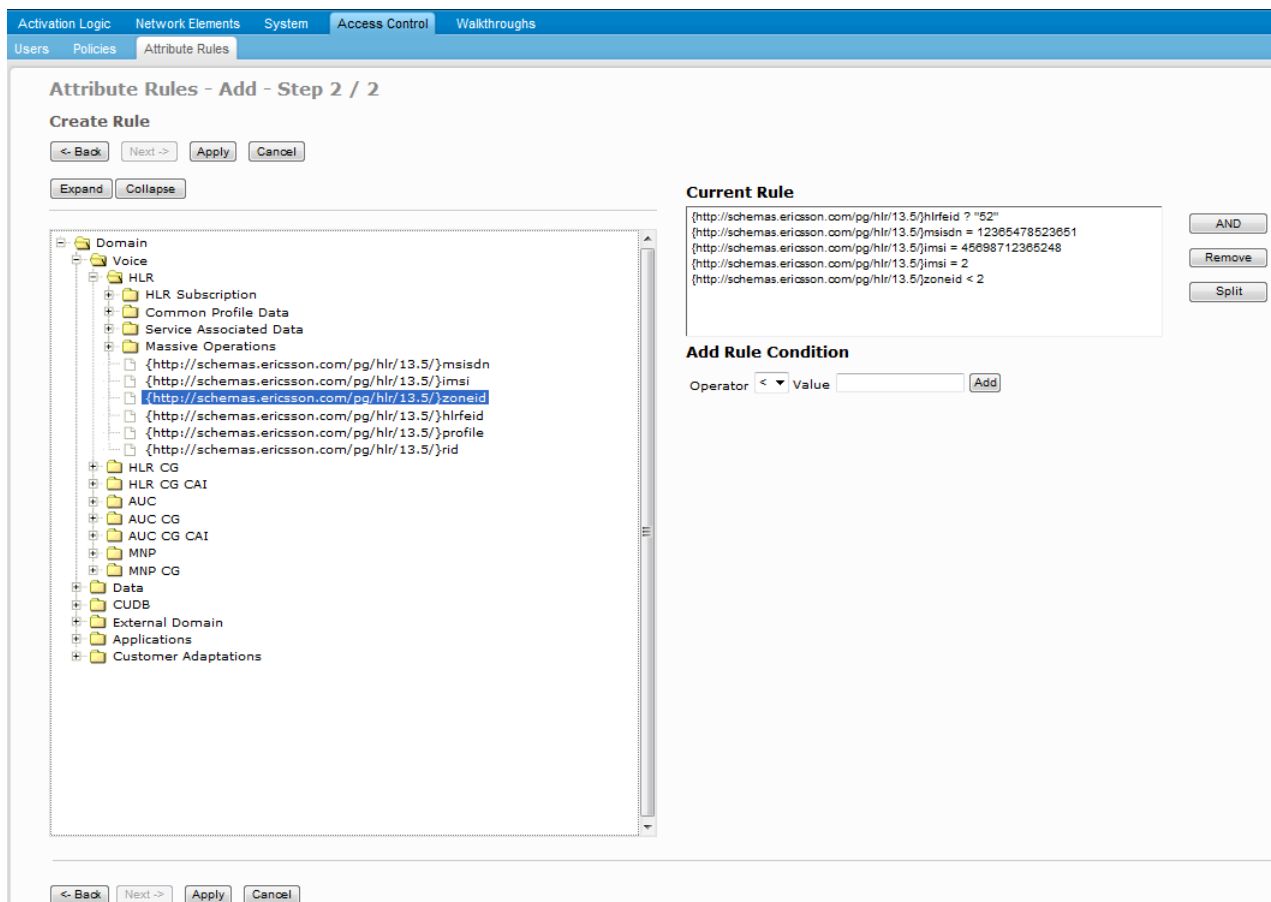 Activation Logic Network Elements System Access Control Walkthroughs
Users Policies Attribute Rules
Attribute Rules - Add - Step 2 / 2
Create Rule
<- Back Next -> Apply Cancel
Expand Collapse
Domain
Voice
HLR
HLR Subscription
Common Profile Data
Service Associated Data
Massive Operations
{http://schemas.ericsson.com/pg/hlr/13.5/}msisdn
{http://schemas.ericsson.com/pg/hlr/13.5/}imsi
{http://schemas.ericsson.com/pg/hlr/13.5/}zoneid
{http://schemas.ericsson.com/pg/hlr/13.5/}hlrfeid
{http://schemas.ericsson.com/pg/hlr/13.5/}profile
{http://schemas.ericsson.com/pg/hlr/13.5/}rid
HLR CG
HLR CG CAI
AUC
AUC CG
AUC CG CAI
MNP
MNP CG
Data
CUDB
External Domain
Applications
Customer Adaptations
Current Rule
{http://schemas.ericsson.com/pg/hlr/13.5/}hlrfeid ? "52"
{http://schemas.ericsson.com/pg/hlr/13.5/}msisdn = 12365478523651
{http://schemas.ericsson.com/pg/hlr/13.5/}imsi = 45698712365248
{http://schemas.ericsson.com/pg/hlr/13.5/}imsi = 2
{http://schemas.ericsson.com/pg/hlr/13.5/}zoneid < 2
AND
Remove
Split
Add Rule Condition
Operator < Value Add
<- Back Next -> Apply Cancel